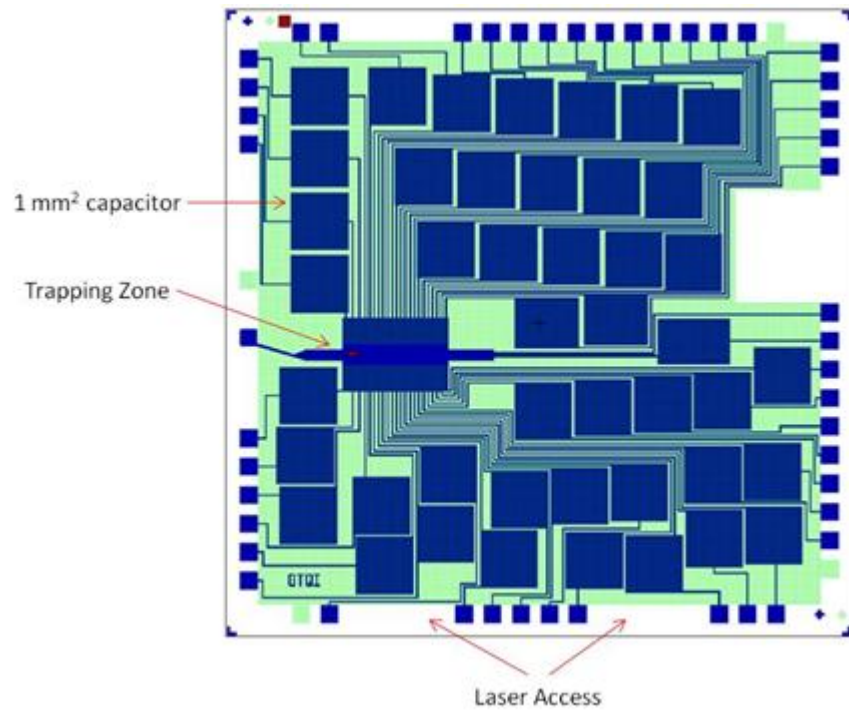 1 mm² capacitor
Trapping Zone
GTQI
Laser Access